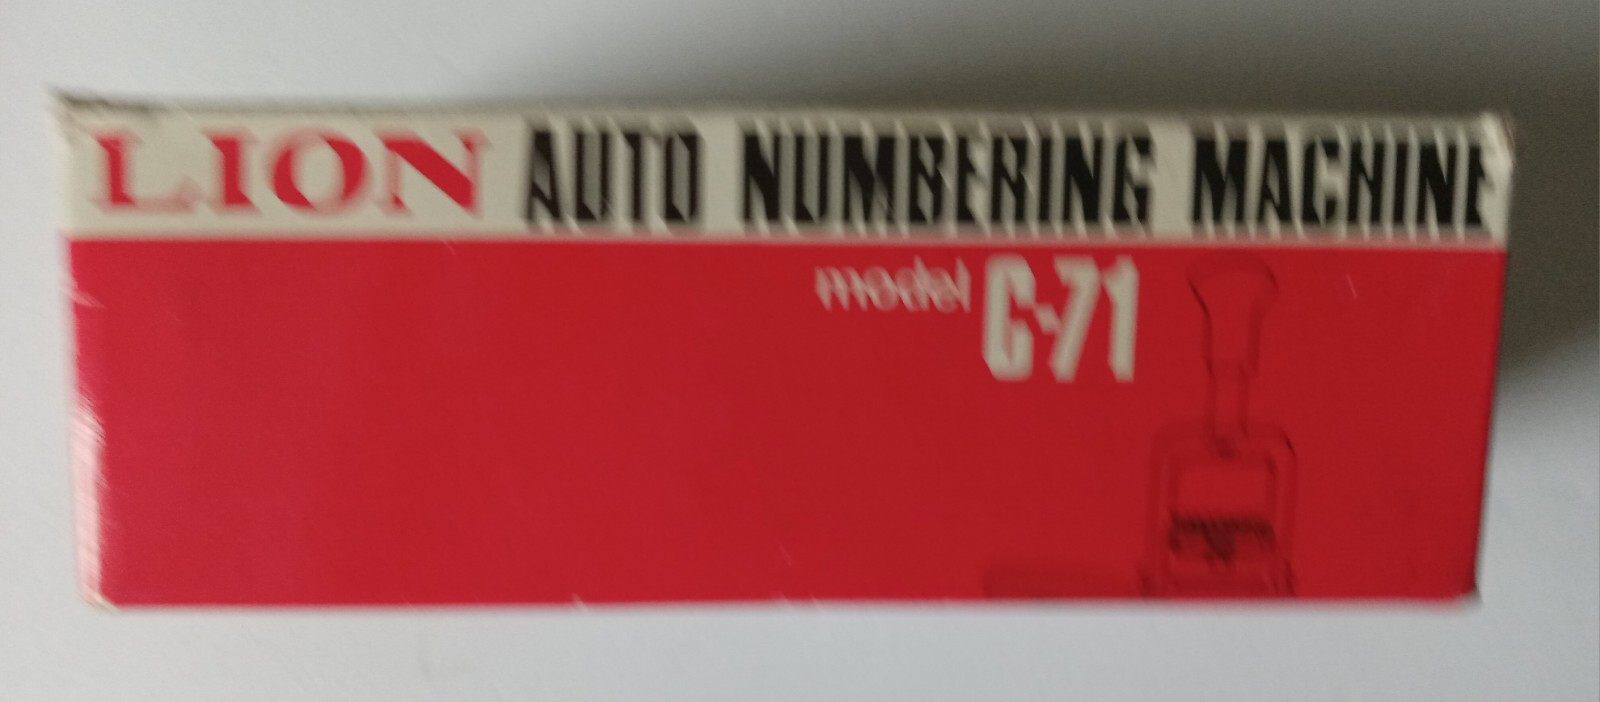 LION AUTO NUMBERING MACHINE
model C-71